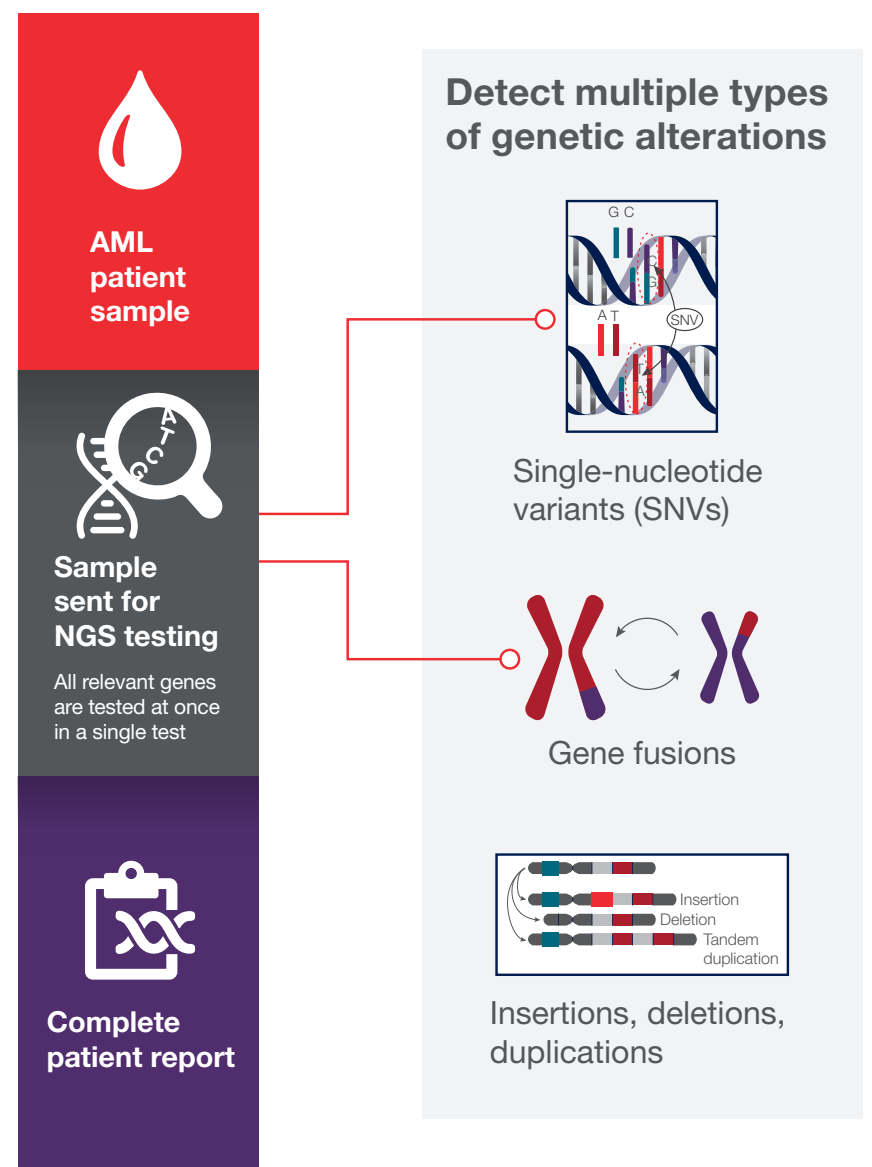 AML
patient
sample
A
T
C
G
Sample
sent for
NGS testing
All relevant genes
are tested at once
in a single test
Complete
patient report
Detect multiple types
of genetic alterations
G C
C
G
SNV
A T
T
A
Single-nucleotide
variants (SNVs)
Gene fusions
Insertion
Deletion
Tandem
duplication
Insertions, deletions,
duplications